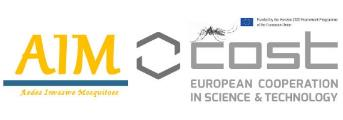 Funded by the Horizon 2020 Framework Programme
of the European Union
AIM
Aedes Invasive Mosquitoes
cost
EUROPEAN COOPERATION
IN SCIENCE & TECHNOLOGY